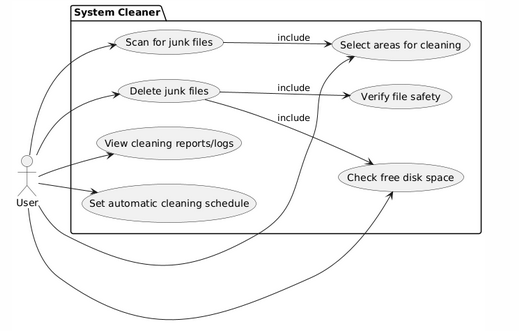 System Cleaner
Scan for junk files
include
Select areas for cleaning
Delete junk files
include
Verify file safety
include
View cleaning reports/logs
Check free disk space
Set automatic cleaning schedule
User